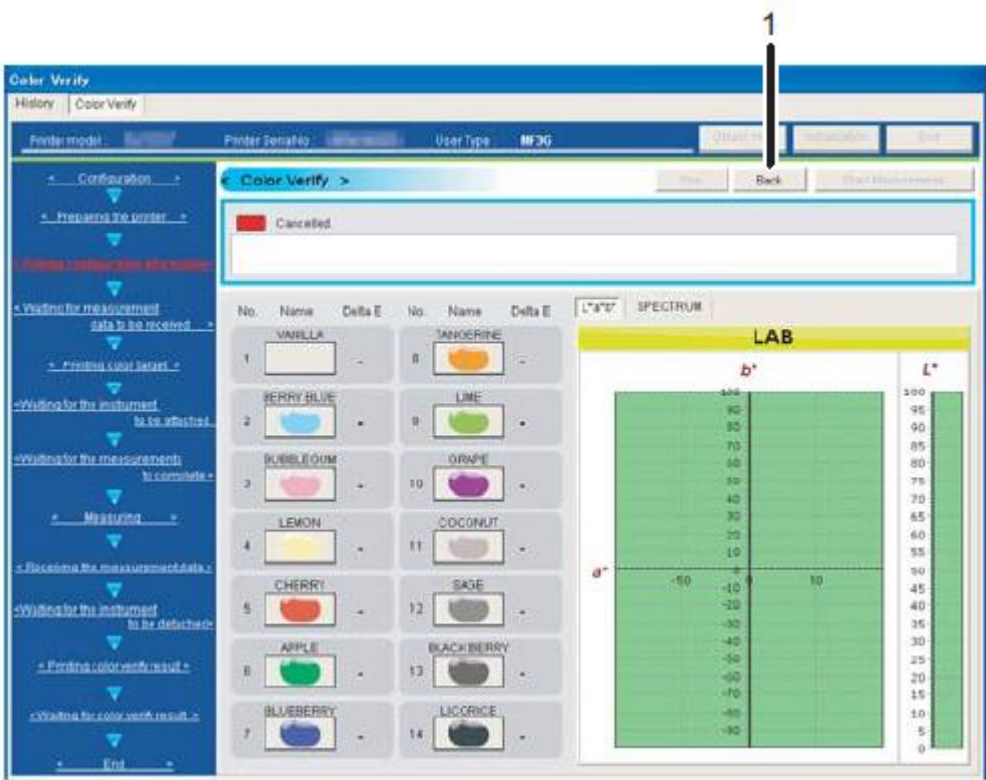 1
Color Verify
History Color Verify
Printer model : Printer SerialNo : User Type : MF3G
< Configuration >
< Preparing the printer >
< Waiting for measurement
data to be received >
< Printing color target >
<Waiting for the instrument
to be attached
<Waiting for the measurements
to complete>
< Measuring >
< Receiving the measurement data >
<Waiting for the instrument
to be detached>
< Printing color verify result >
<Waiting for color verify result >
< End >
< Color Verify > Back Start Measurement
Cancelled.
No. Name Delta E No. Name Delta E
1 VANILLA - 8 TANGERINE -
2 BERRY BLUE - 9 LIME -
3 BUBBLEGUM - 10 GRAPE -
4 LEMON - 11 COCONUT -
5 CHERRY - 12 SAGE -
6 APPLE - 13 BLACKBERRY -
7 BLUEBERRY - 14 LICORICE -
L*a*b* SPECTRUM
LAB
b* L*
100
90
80
70
60
50
40
30
20
10
0
-10
-20
-30
-40
-50
-60
-70
-80
-90
a* -50 0 50
100
95
90
85
80
75
70
65
60
55
50
45
40
35
30
25
20
15
10
5
0